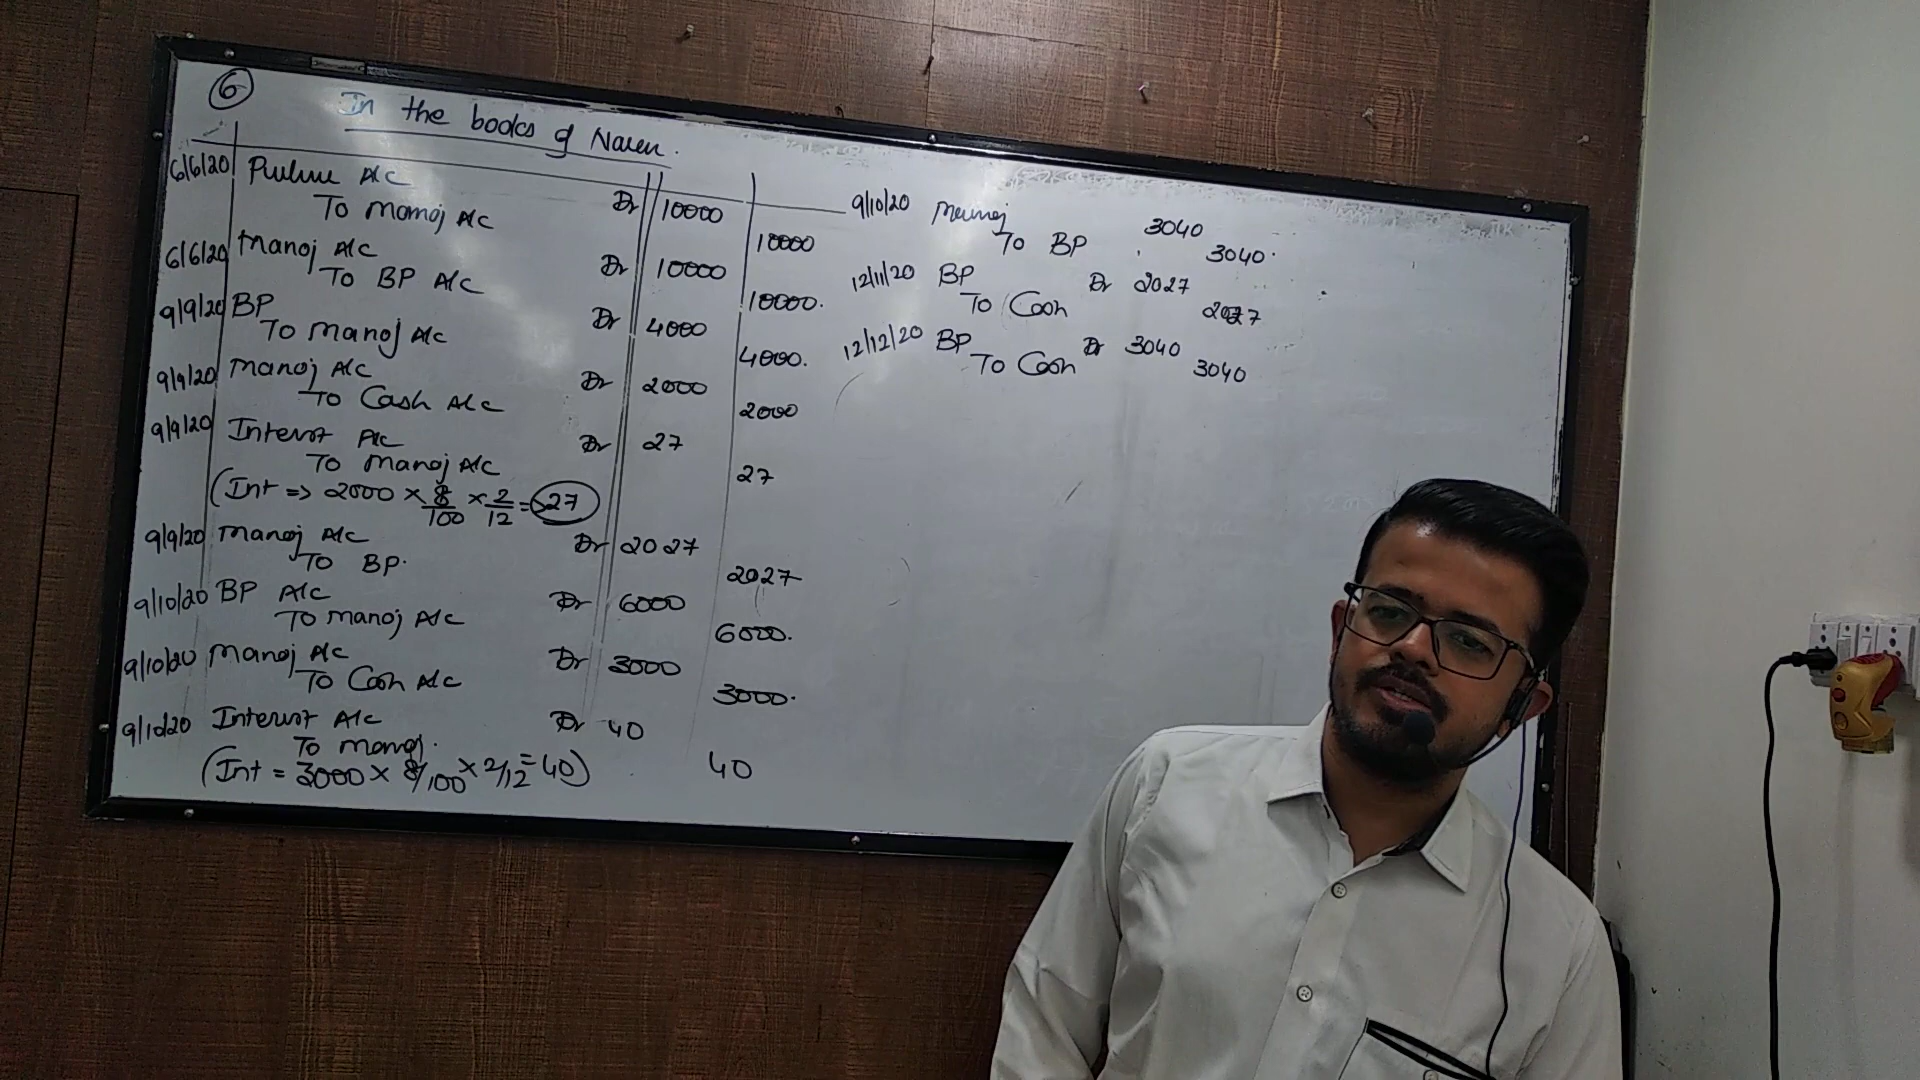 6
In the books of Naren.
6/6/20 Purchase A/c Dr 10000
To Manoj A/c 10000
6/6/20 Manoj A/c Dr 10000
To BP A/c 10000.
9/9/20 BP Dr 4000
To Manoj A/c 4000.
9/9/20 Manoj A/c Dr 2000
To Cash A/c 2000
9/9/20 Interest A/c Dr 27
To Manoj A/c 27
(Int => 2000 × 8/100 × 2/12 = 27
9/9/20 Manoj A/c Dr 2027
To BP. 2027
9/10/20 BP A/c Dr 6000
To Manoj A/c 6000.
9/10/20 Manoj A/c Dr 3000
To Cash A/c 3000.
9/10/20 Interest A/c Dr 40
To Manoj. 40
(Int = 3000 × 8/100 × 2/12 = 40)
9/10/20 Manoj 3040
To BP 3040.
12/11/20 BP Dr 2027
To Cash 2027
12/12/20 BP Dr 3040
To Cash 3040